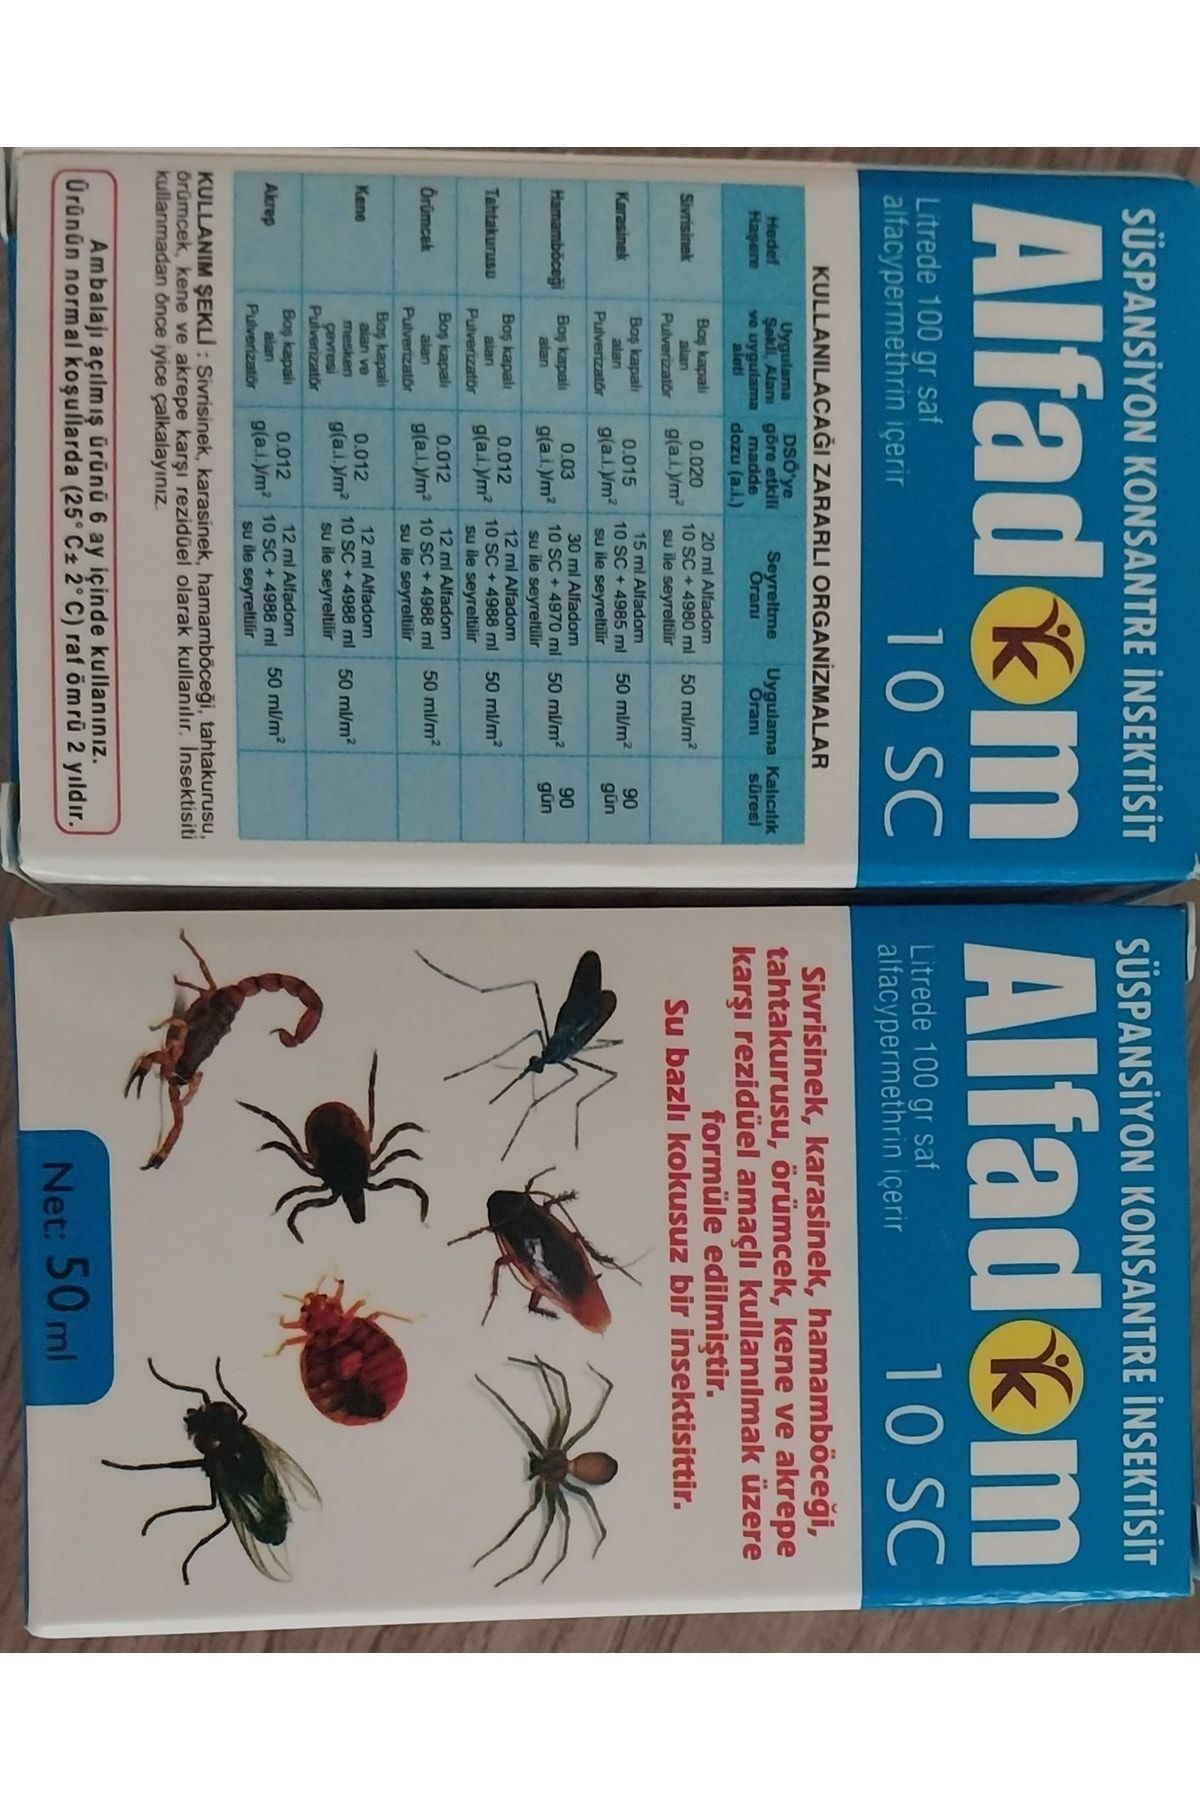 SÜSPANSİYON KONSANTRE İNSEKTİSİT
Alfadom
Litrede 100 gr saf
alfacypermethrin içerir
10 SC
KULLANILACAĞI ZARARLI ORGANİZMALAR
Hedef Haşere | Uygulama Şekli, Alanı ve uygulama aleti | DSÖ'ye göre etkili madde dozu (a.i.) | Seyreltme Oranı | Uygulama Oranı | Kalıcılık süresi
Sivrisinek | Boş kapalı alan Pulverizatör | 0.020 g(a.i.)/m² | 20 ml Alfadom 10 SC + 4980 ml su ile seyreltilir | 50 ml/m²
Karasinek | Boş kapalı alan Pulverizatör | 0.015 g(a.i.)/m² | 15 ml Alfadom 10 SC + 4985 ml su ile seyreltilir | 50 ml/m² | 90 gün
Hamamböceği | Boş kapalı alan | 0.03 g(a.i.)/m² | 30 ml Alfadom 10 SC + 4970 ml su ile seyreltilir | 50 ml/m² | 90 gün
Tahtakurusu | Boş kapalı alan Pulverizatör | 0.012 g(a.i.)/m² | 12 ml Alfadom 10 SC + 4988 ml su ile seyreltilir | 50 ml/m²
Örümcek | Boş kapalı alan Pulverizatör | 0.012 g(a.i.)/m² | 12 ml Alfadom 10 SC + 4988 ml su ile seyreltilir | 50 ml/m²
Kene | Boş kapalı alan ve mesken çevresi Pulverizatör | 0.012 g(a.i.)/m² | 12 ml Alfadom 10 SC + 4988 ml su ile seyreltilir | 50 ml/m²
Akrep | Boş kapalı alan Pulverizatör | 0.012 g(a.i.)/m² | 12 ml Alfadom 10 SC + 4988 ml su ile seyreltilir | 50 ml/m²
KULLANIM ŞEKLİ : Sivrisinek, karasinek, hamamböceği, tahtakurusu,
örümcek, kene ve akrepe karşı rezidüel olarak kullanılır. İnsektisiti
kullanmadan önce iyice çalkalayınız.
Ambalajı açılmış ürünü 6 ay içinde kullanınız.
Ürünün normal koşullarda (25° C± 2° C) raf ömrü 2 yıldır.
SÜSPANSİYON KONSANTRE İNSEKTİSİT
Alfadom
Litrede 100 gr saf
alfacypermethrin içerir
10 SC
Sivrisinek, karasinek, hamamböceği,
tahtakurusu, örümcek, kene ve akrepe
karşı rezidüel amaçlı kullanılmak üzere
formüle edilmiştir.
Su bazlı kokusuz bir insektisittir.
Net: 50 ml